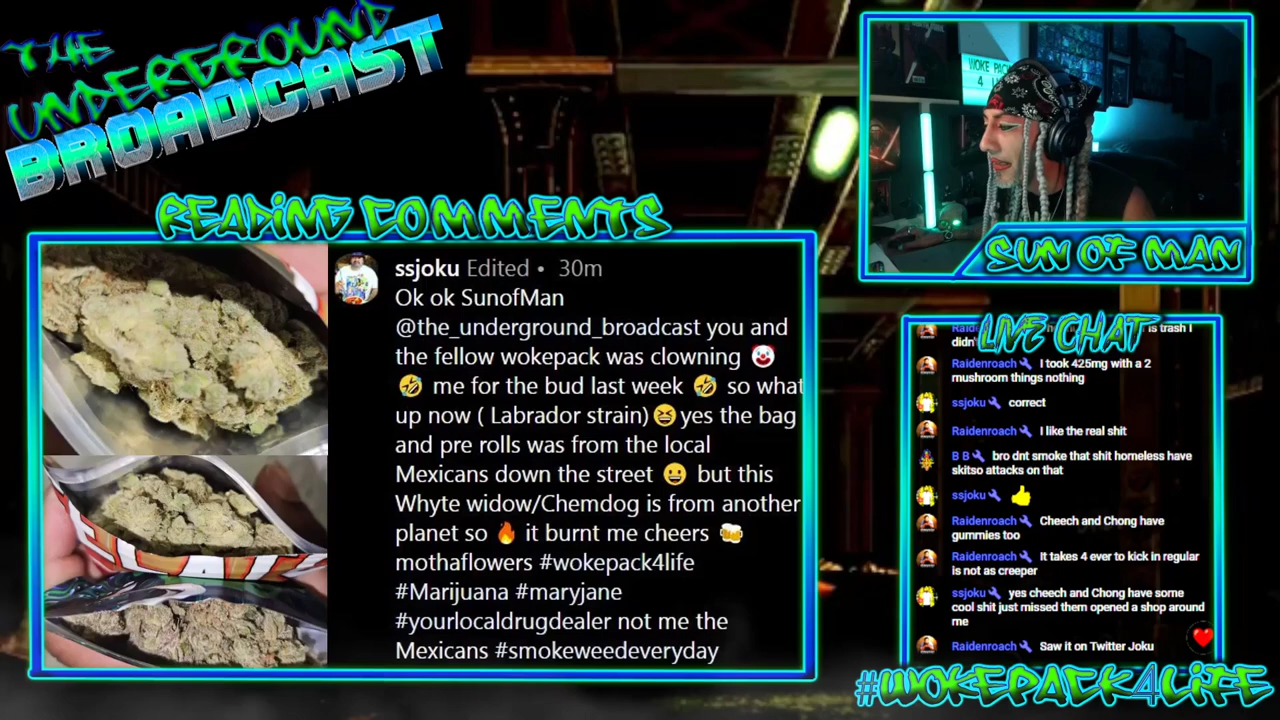 THE
UNDERGROUND
BROADCAST
WOKE PAC
4 L
SUN OF MAN
READING COMMENTS
ssjoku Edited • 30m
Ok ok SunofMan
@the_underground_broadcast you and
the fellow wokepack was clowning 🤡
🤣 me for the bud last week 🤣 so what
up now ( Labrador strain)😆yes the bag
and pre rolls was from the local
Mexicans down the street 😀 but this
Whyte widow/Chemdog is from another
planet so 🔥 it burnt me cheers 🍻
mothaflowers #wokepack4life
#Marijuana #maryjane
#yourlocaldrugdealer not me the
Mexicans #smokeweedeveryday
LIVE CHAT
is trash I
didn'
Raidenroach I took 425mg with a 2
mushroom things nothing
ssjoku correct
Raidenroach I like the real shit
B B bro dnt smoke that shit homeless have
skitso attacks on that
ssjoku 👍
Raidenroach Cheech and Chong have
gummies too
Raidenroach It takes 4 ever to kick in regular
is not as creeper
ssjoku yes cheech and Chong have some
cool shit just missed them opened a shop around
me
Raidenroach Saw it on Twitter Joku
#WOKEPACK4LIFE